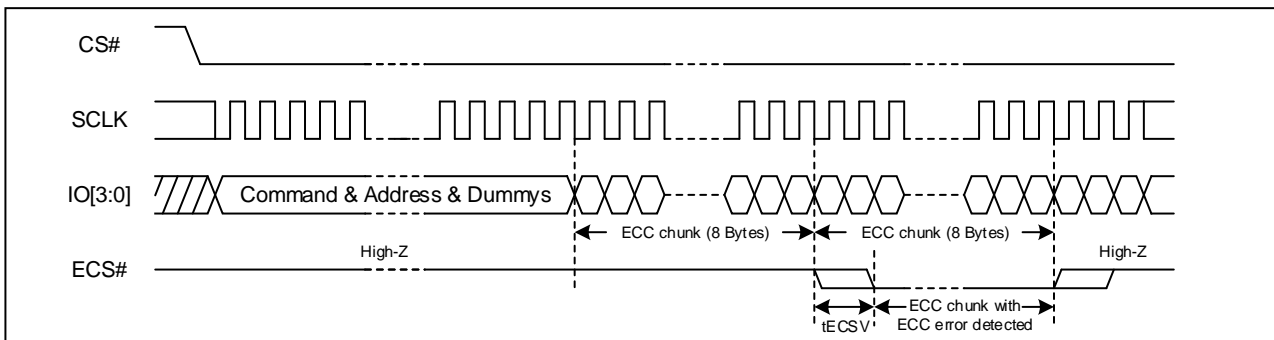 CS#
SCLK
IO[3:0]
Command & Address & Dummys
ECC chunk (8 Bytes)
ECC chunk (8 Bytes)
High-Z
High-Z
ECS#
ECC chunk with
tECSV
ECC error detected